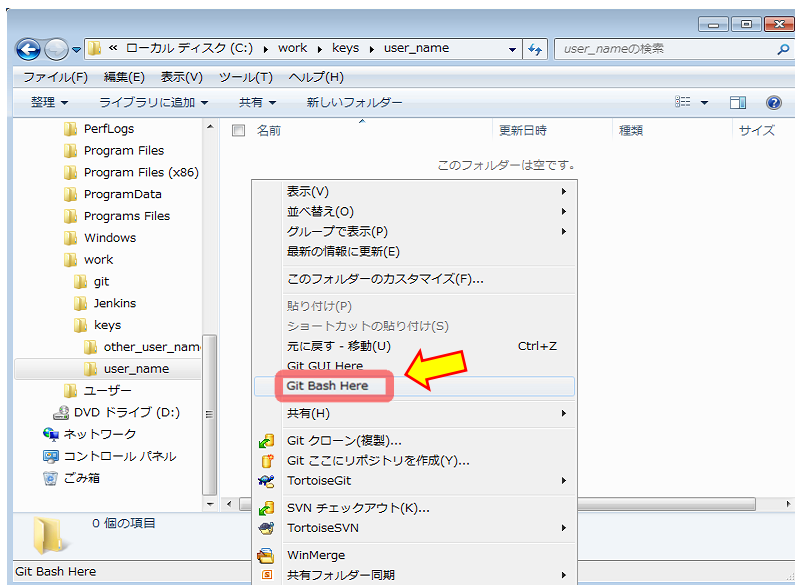 « ローカル ディスク (C:) ▸ work ▸ keys ▸ user_name
user_nameの検索
ファイル(F) 編集(E) 表示(V) ツール(T) ヘルプ(H)
整理 ライブラリに追加 共有 新しいフォルダー
PerfLogs
Program Files
Program Files (x86)
ProgramData
Programs Files
Windows
work
git
Jenkins
keys
other_user_nam
user_name
ユーザー
DVD ドライブ (D:)
ネットワーク
コントロール パネル
ごみ箱
名前 更新日時 種類 サイズ
このフォルダーは空です。
表示(V)
並べ替え(O)
グループで表示(P)
最新の情報に更新(E)
このフォルダーのカスタマイズ(F)...
貼り付け(P)
ショートカットの貼り付け(S)
元に戻す - 移動(U) Ctrl+Z
Git GUI Here
Git Bash Here
共有(H)
Git クローン(複製)...
Git ここにリポジトリを作成(Y)...
TortoiseGit
SVN チェックアウト(K)...
TortoiseSVN
WinMerge
共有フォルダー同期
0 個の項目
Git Bash Here